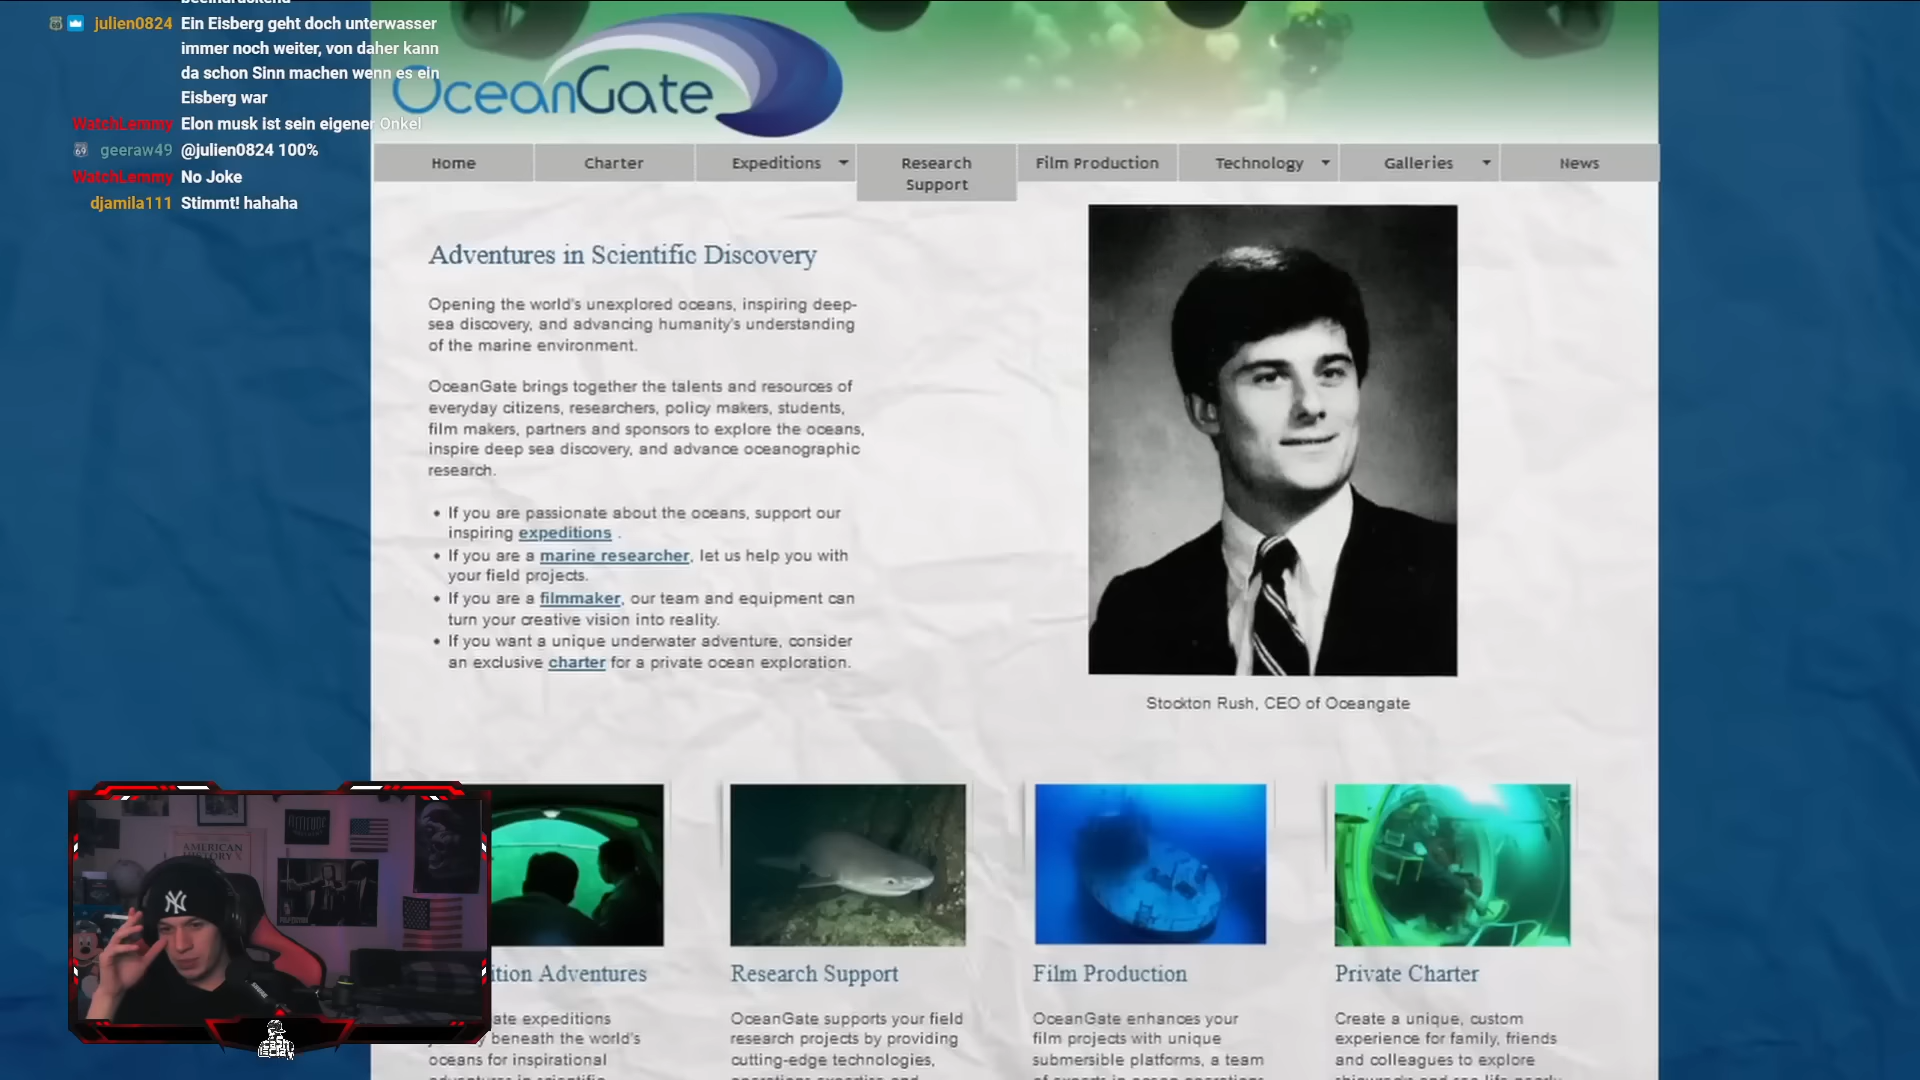 julien0824 Ein Eisberg geht doch unterwasser
immer noch weiter, von daher kann
da schon Sinn machen wenn es ein
Eisberg war
WatchLemmy Elon musk ist sein eigener Onkel
geeraw49 @julien0824 100%
WatchLemmy No Joke
djamila111 Stimmt! hahaha
OceanGate
Home Charter Expeditions Research Support Film Production Technology Galleries News
Adventures in Scientific Discovery
Opening the world's unexplored oceans, inspiring deep-
sea discovery, and advancing humanity's understanding
of the marine environment.
OceanGate brings together the talents and resources of
everyday citizens, researchers, policy makers, students,
film makers, partners and sponsors to explore the oceans,
inspire deep sea discovery, and advance oceanographic
research.
• If you are passionate about the oceans, support our
inspiring expeditions .
• If you are a marine researcher, let us help you with
your field projects.
• If you are a filmmaker, our team and equipment can
turn your creative vision into reality.
• If you want a unique underwater adventure, consider
an exclusive charter for a private ocean exploration.
Stockton Rush, CEO of Oceangate
AMERICAN
HISTORY X
NY
Adventures
expeditions
beneath the world's
oceans for inspirational
Research Support
OceanGate supports your field
research projects by providing
cutting-edge technologies,
Film Production
OceanGate enhances your
film projects with unique
submersible platforms, a team
Private Charter
Create a unique, custom
experience for family, friends
and colleagues to explore